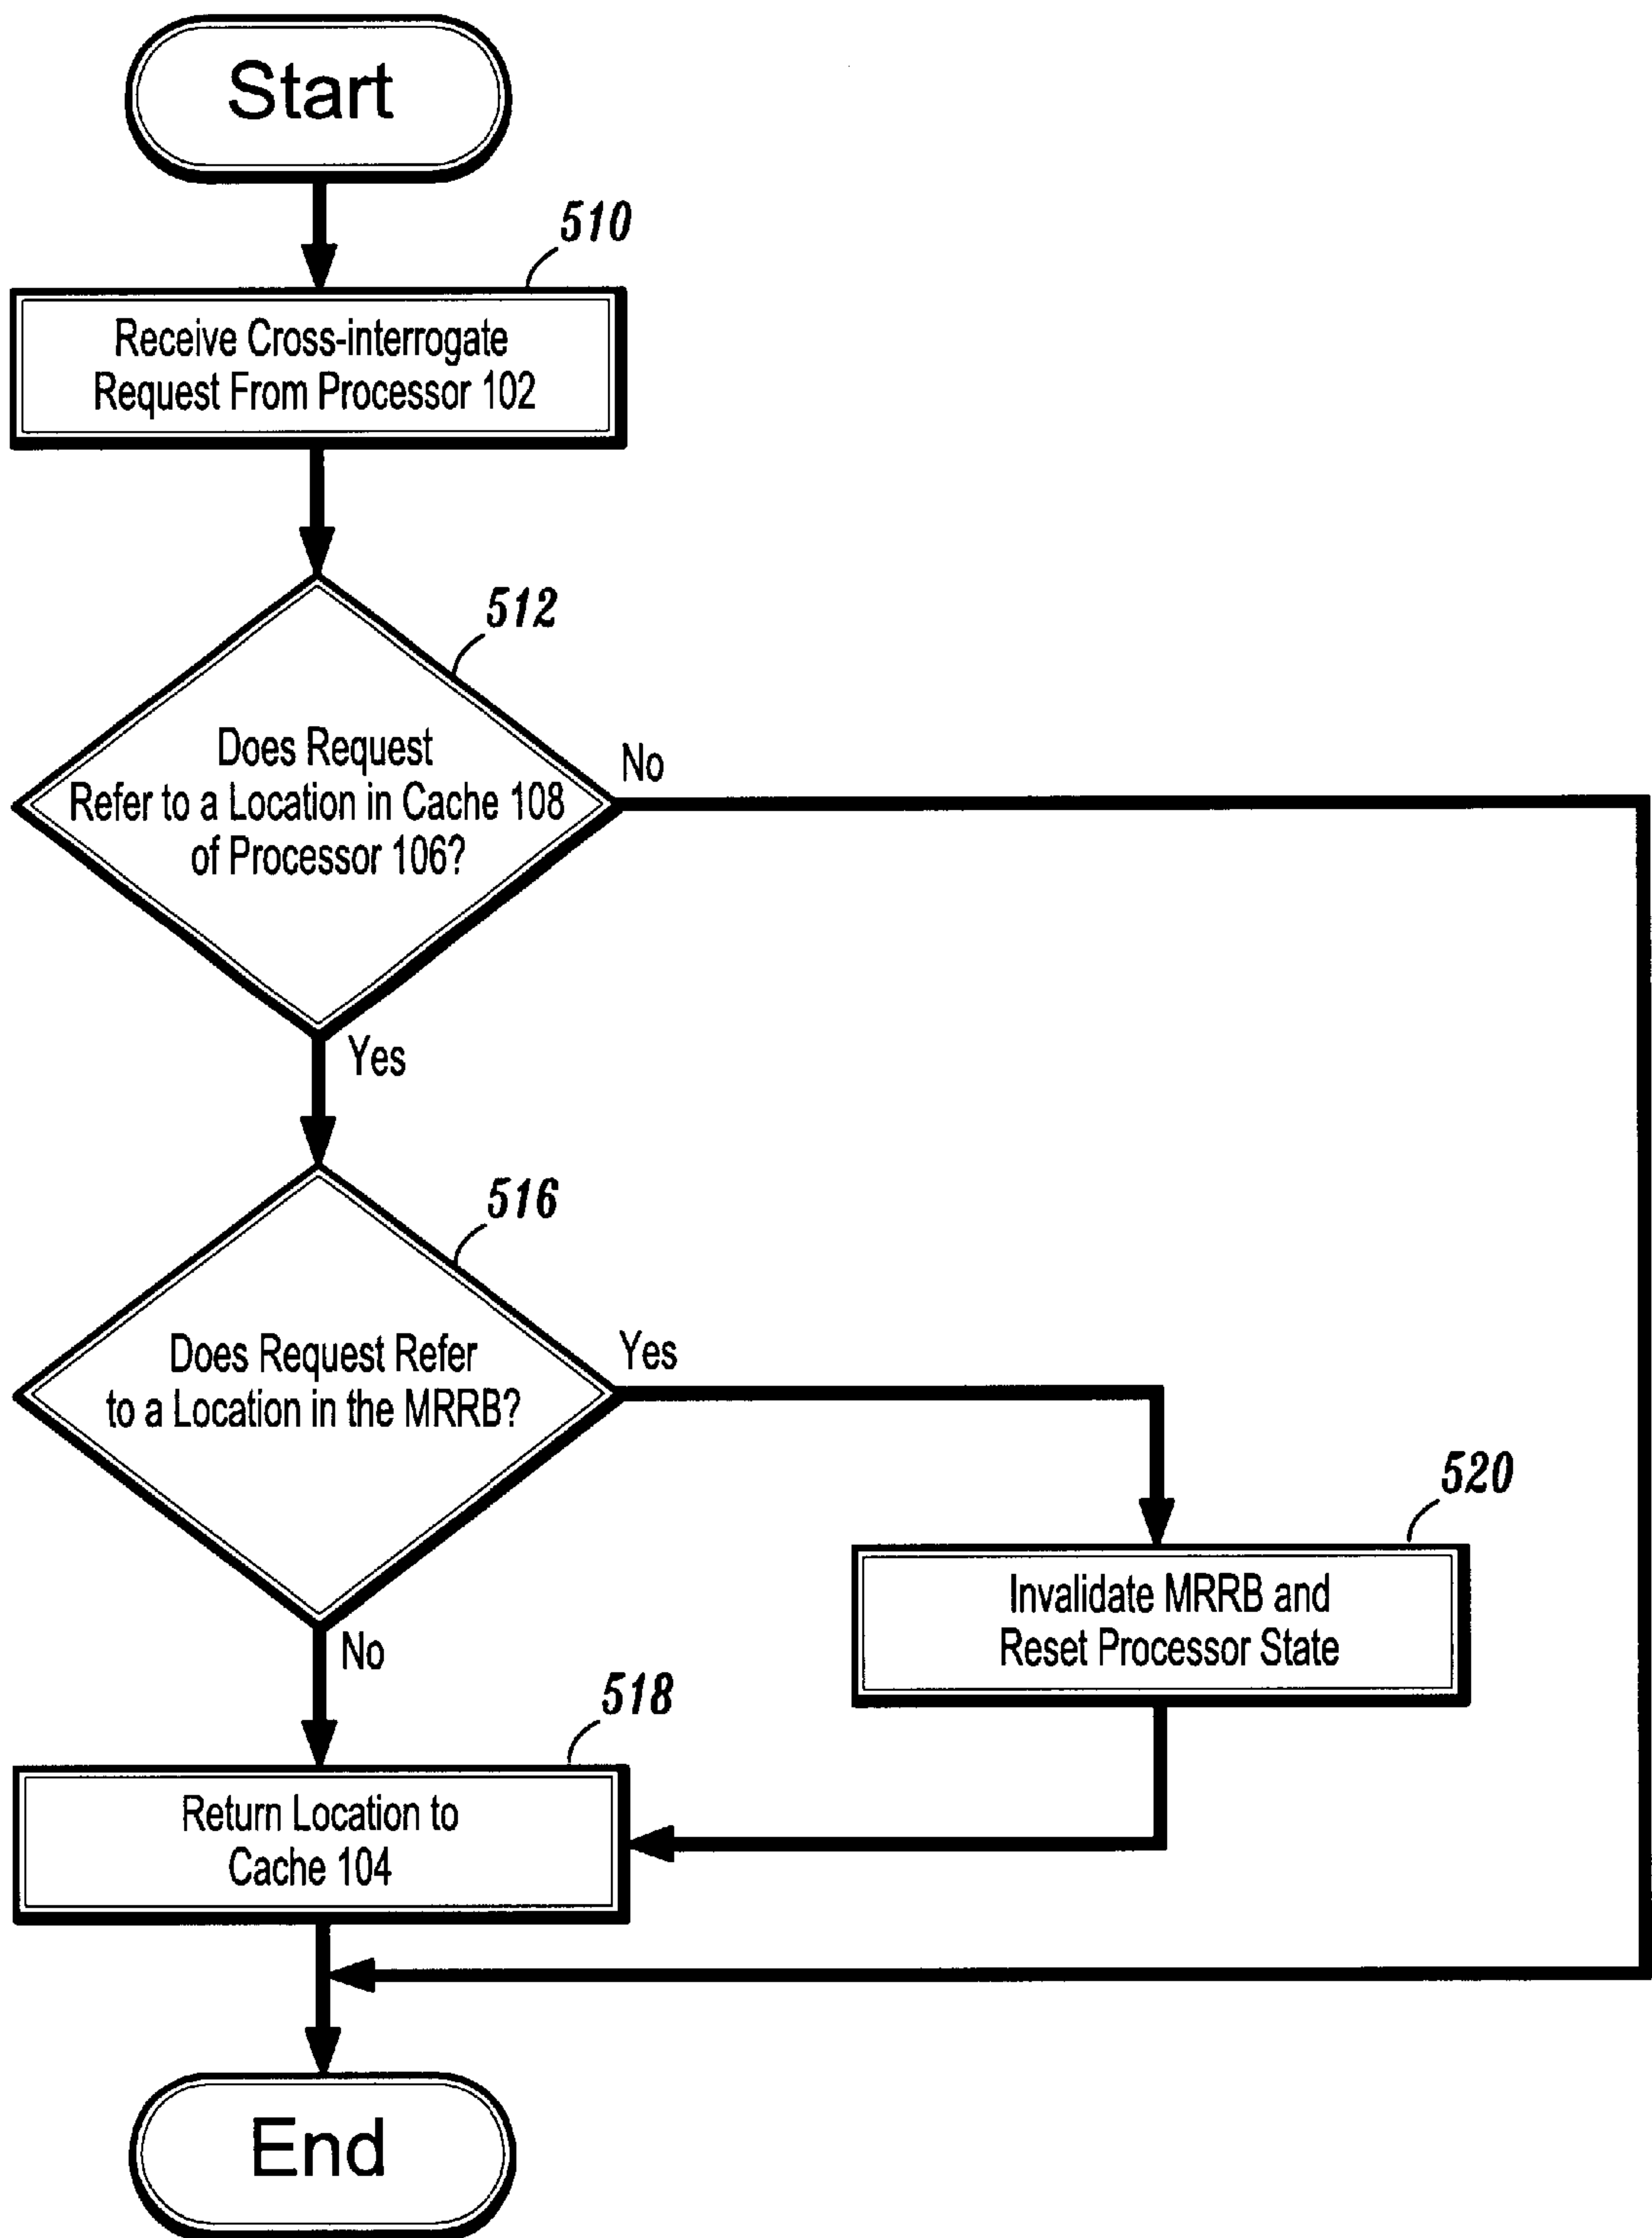 Start
510
Receive Cross-interrogate
Request From Processor 102
512
Does Request
Refer to a Location in Cache 108
of Processor 106?
No
Yes
516
Does Request Refer
to a Location in the MRRB?
Yes
520
Invalidate MRRB and
Reset Processor State
No
518
Return Location to
Cache 104
End